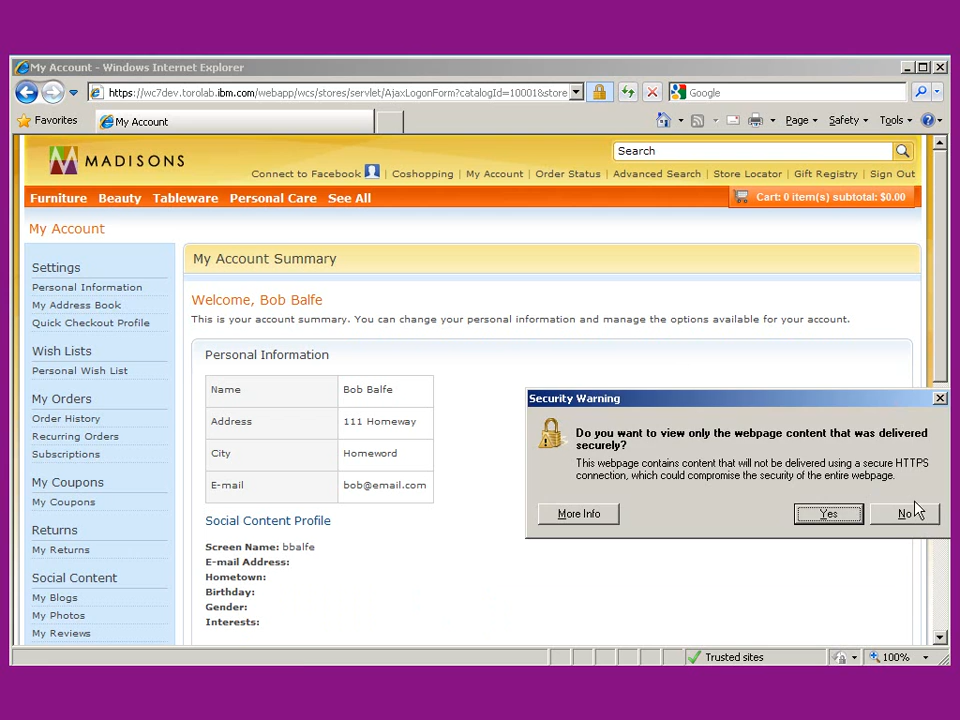 My Account - Windows Internet Explorer
https://wc7dev.torolab.ibm.com/webapp/wcs/stores/servlet/AjaxLogonForm?catalogId=10001&store
Google
Favorites
My Account
Page
Safety
Tools
MADISONS
Search
Connect to Facebook
Coshopping
My Account
Order Status
Advanced Search
Store Locator
Gift Registry
Sign Out
Furniture
Beauty
Tableware
Personal Care
See All
Cart: 0 item(s) subtotal: $0.00
My Account
Settings
Personal Information
My Address Book
Quick Checkout Profile
Wish Lists
Personal Wish List
My Orders
Order History
Recurring Orders
Subscriptions
My Coupons
My Coupons
Returns
My Returns
Social Content
My Blogs
My Photos
My Reviews
My Account Summary
Welcome, Bob Balfe
This is your account summary. You can change your personal information and manage the options available for your account.
Personal Information
Name Bob Balfe
Address 111 Homeway
City Homeword
E-mail bob@email.com
Social Content Profile
Screen Name: bbalfe
E-mail Address:
Hometown:
Birthday:
Gender:
Interests:
Security Warning
Do you want to view only the webpage content that was delivered
securely?
This webpage contains content that will not be delivered using a secure HTTPS
connection, which could compromise the security of the entire webpage.
More Info
Yes
No
Trusted sites
100%